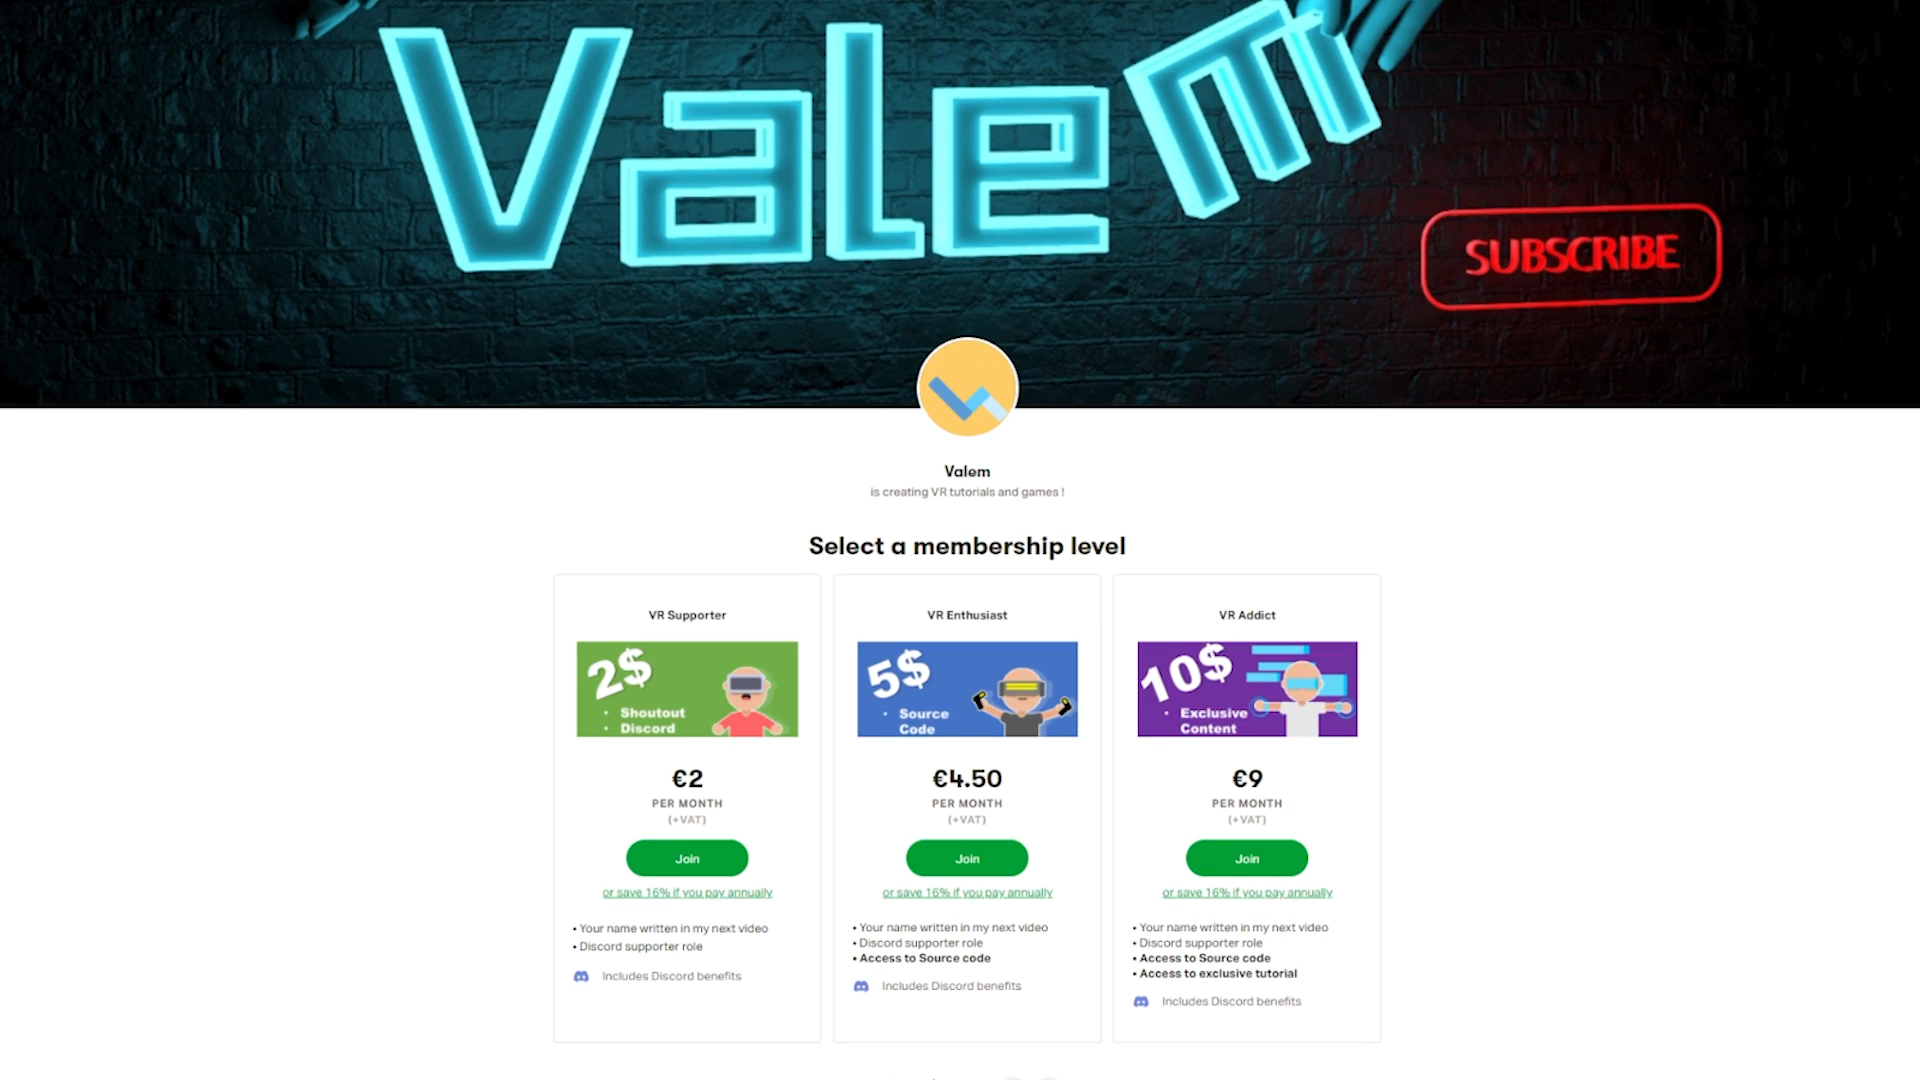 Valem
SUBSCRIBE
Valem
is creating VR tutorials and games !
Select a membership level
VR Supporter
2$
• Shoutout
• Discord
€2
PER MONTH
(+VAT)
Join
or save 16% if you pay annually
• Your name written in my next video
• Discord supporter role
Includes Discord benefits
VR Enthusiast
5$
• Source
Code
€4.50
PER MONTH
(+VAT)
Join
or save 16% if you pay annually
• Your name written in my next video
• Discord supporter role
• Access to Source code
Includes Discord benefits
VR Addict
10$
• Exclusive
Content
€9
PER MONTH
(+VAT)
Join
or save 16% if you pay annually
• Your name written in my next video
• Discord supporter role
• Access to Source code
• Access to exclusive tutorial
Includes Discord benefits